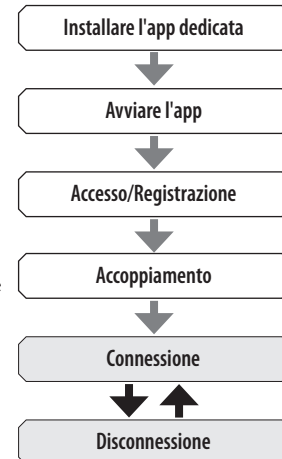 Installare l'app dedicata
Avviare l'app
Accesso/Registrazione
Accoppiamento
Connessione
Disconnessione